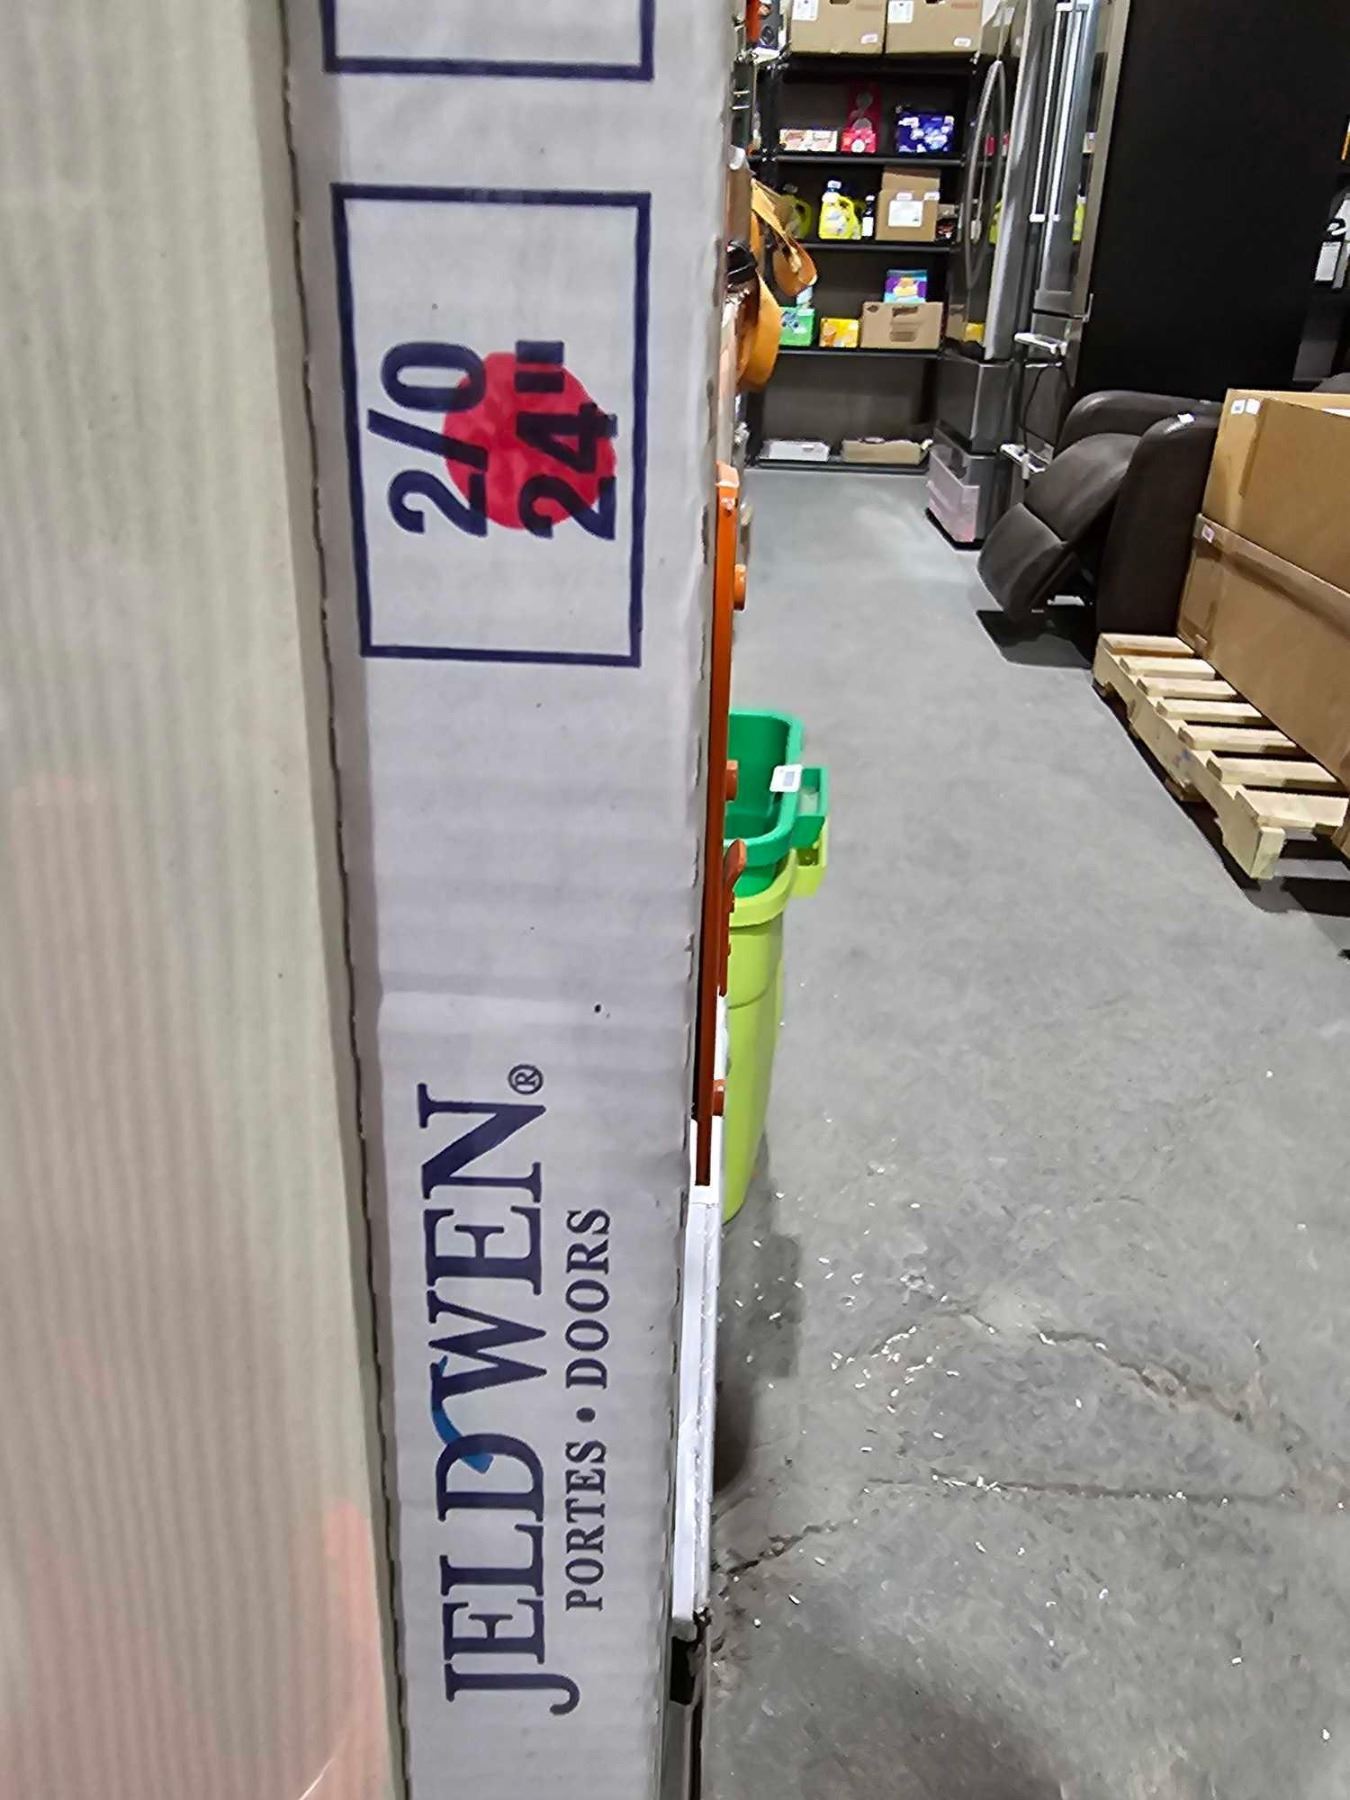 2/0
24"
JELD WEN®
PORTES • DOORS